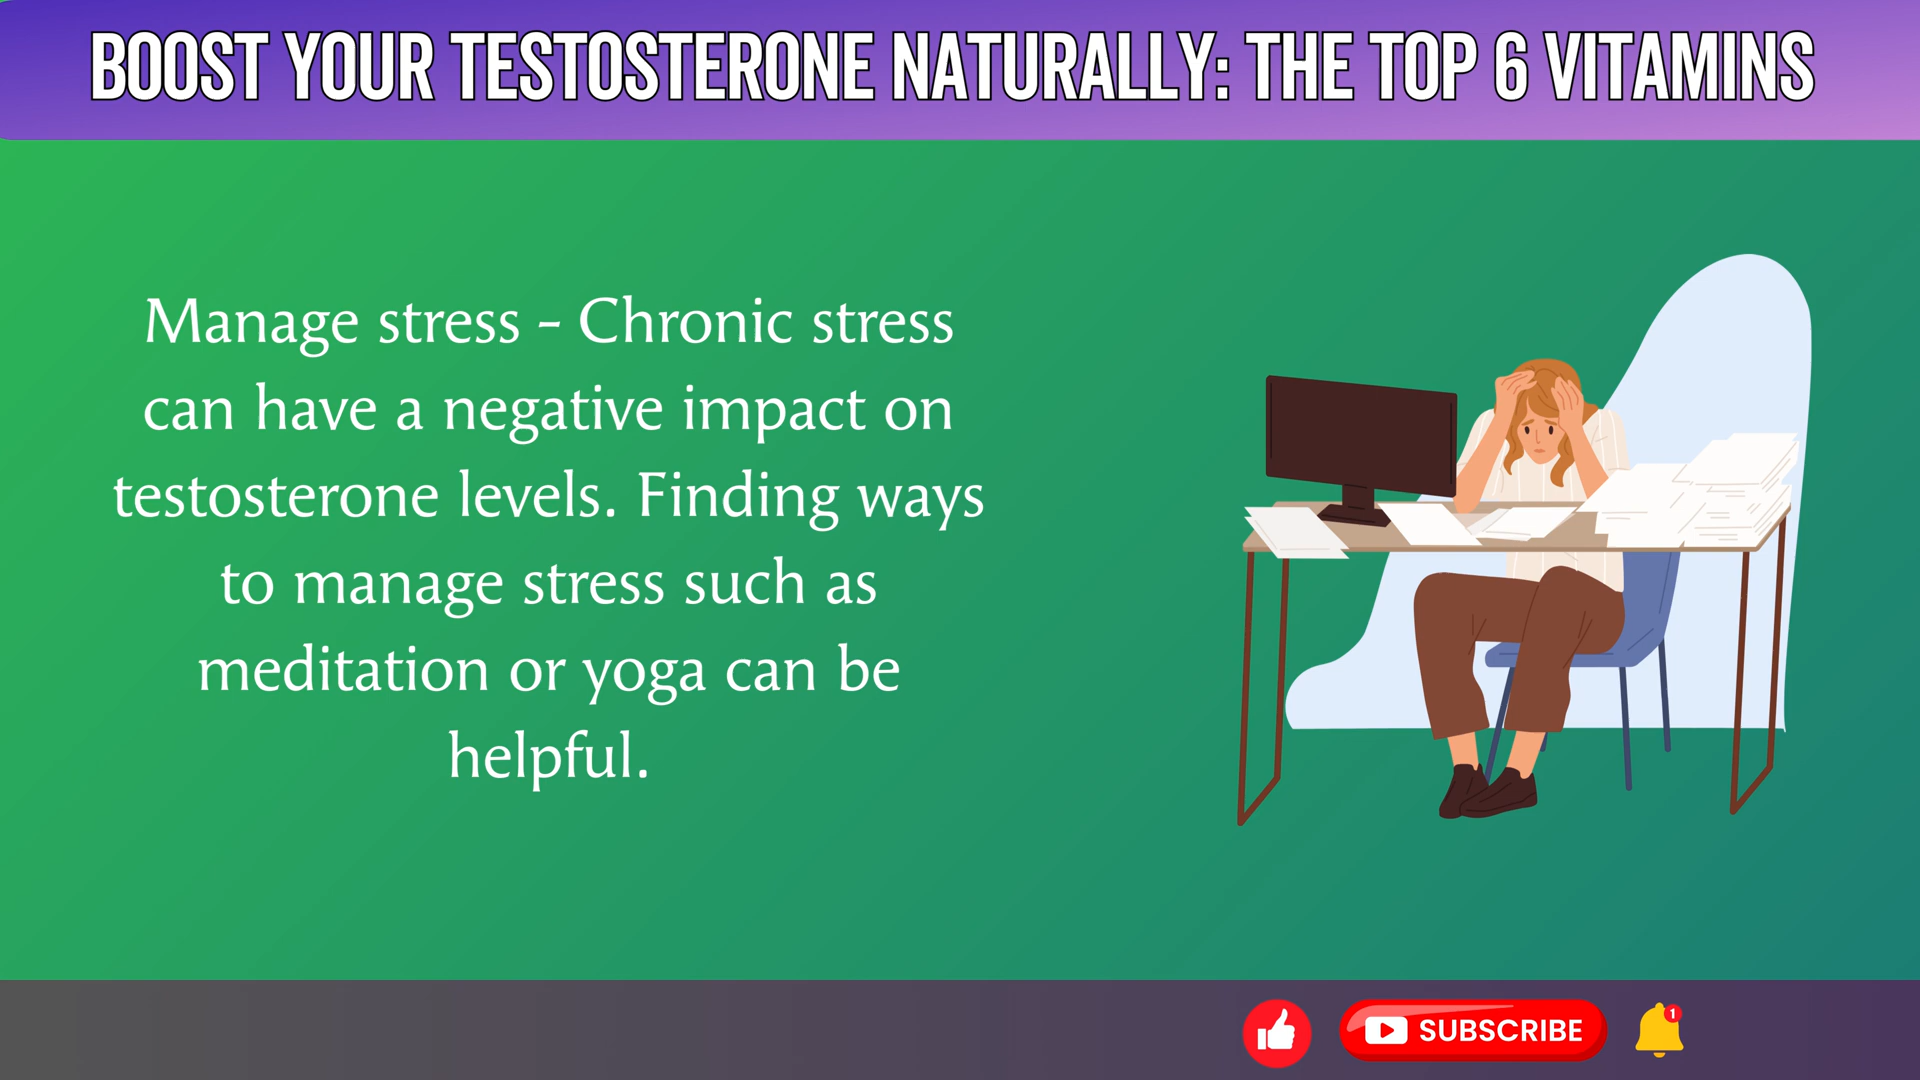 BOOST YOUR TESTOSTERONE NATURALLY: THE TOP 6 VITAMINS
Manage stress - Chronic stress
can have a negative impact on
testosterone levels. Finding ways
to manage stress such as
meditation or yoga can be
helpful.
SUBSCRIBE
1